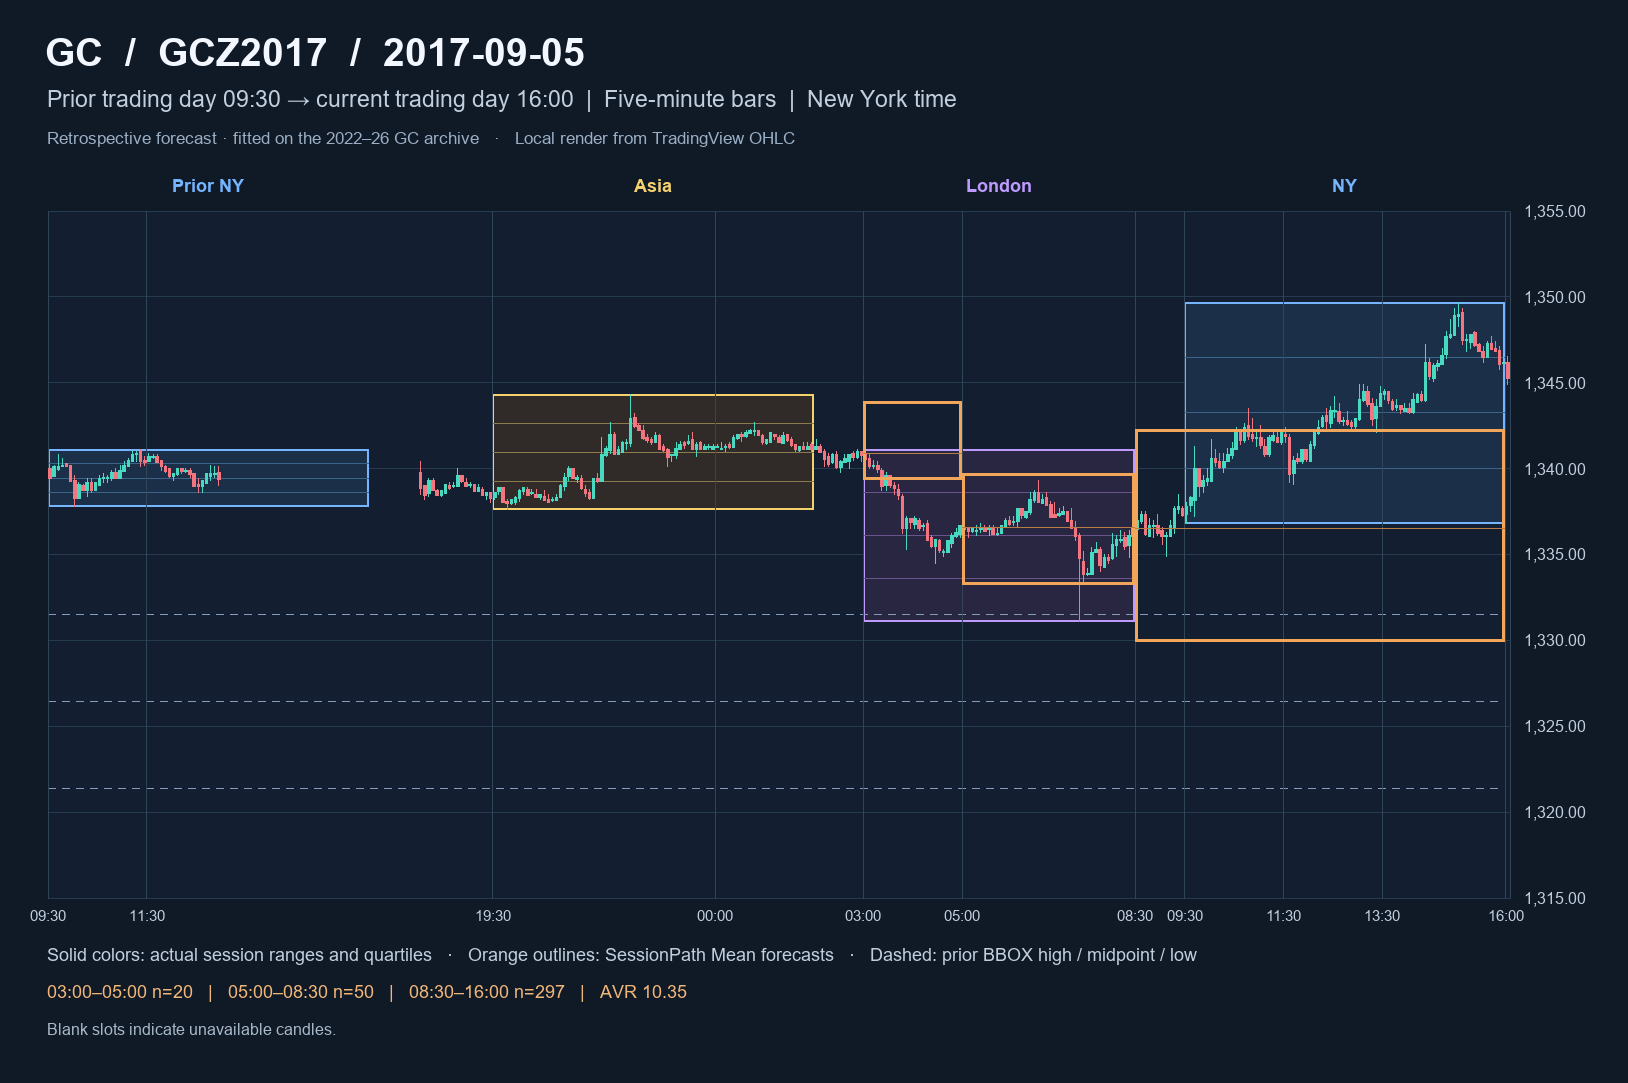 GC / GCZ2017 / 2017-09-05
Prior trading day 09:30 → current trading day 16:00 | Five-minute bars | New York time
Retrospective forecast · fitted on the 2022–26 GC archive · Local render from TradingView OHLC
Prior NY Asia London NY
1,355.00
1,350.00
1,345.00
1,340.00
1,335.00
1,330.00
1,325.00
1,320.00
1,315.00
09:30 11:30 19:30 00:00 03:00 05:00 08:30 09:30 11:30 13:30 16:00
Solid colors: actual session ranges and quartiles · Orange outlines: SessionPath Mean forecasts · Dashed: prior BBOX high / midpoint / low
03:00–05:00 n=20 | 05:00–08:30 n=50 | 08:30–16:00 n=297 | AVR 10.35
Blank slots indicate unavailable candles.